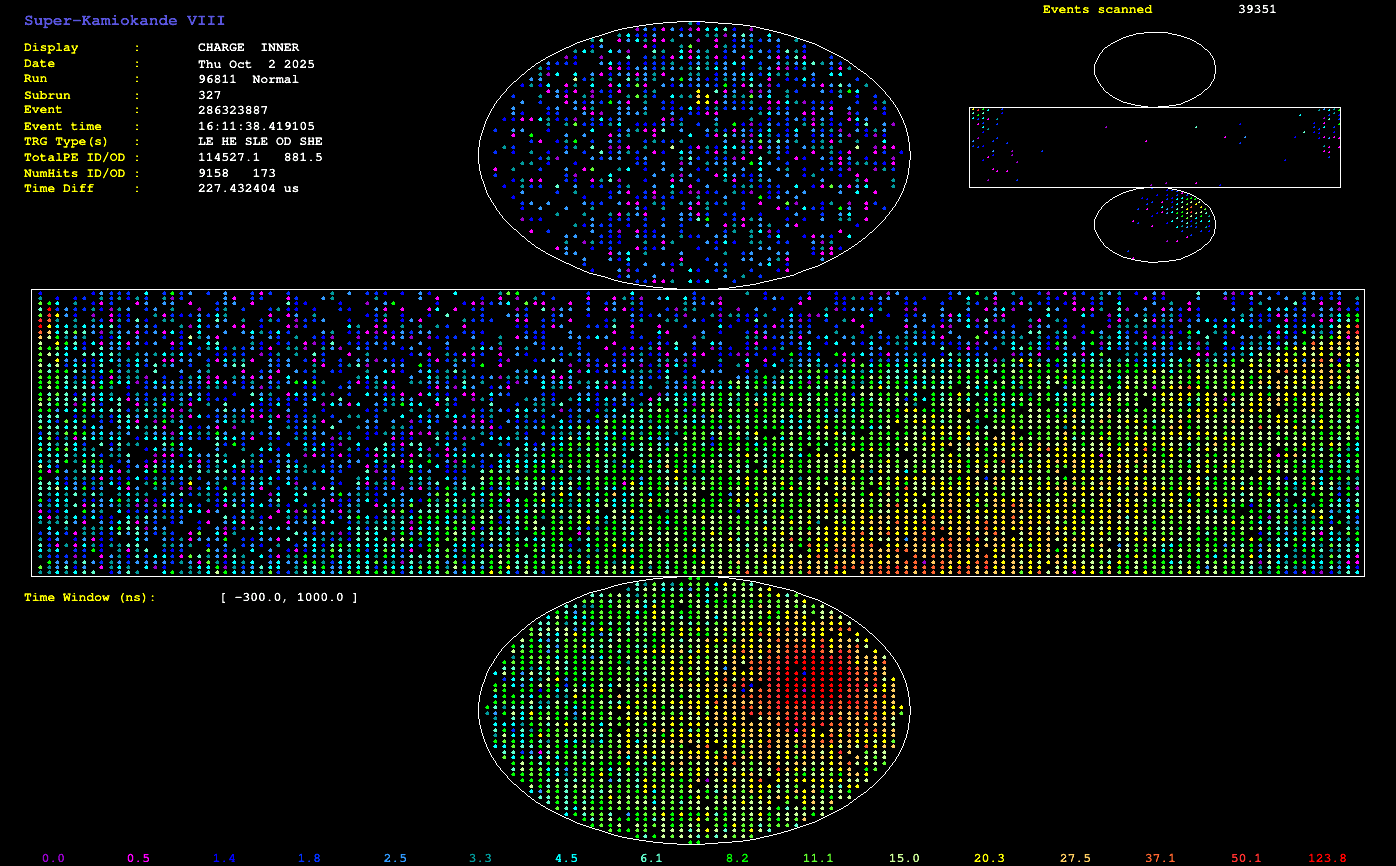 Super-Kamiokande VIII
Events scanned 39351
Display : CHARGE INNER
Date : Thu Oct 2 2025
Run : 96811 Normal
Subrun : 327
Event : 286323887
Event time : 16:11:38.419105
TRG Type(s) : LE HE SLE OD SHE
TotalPE ID/OD : 114527.1 881.5
NumHits ID/OD : 9158 173
Time Diff : 227.432404 us
Time Window (ns): [ -300.0, 1000.0 ]
0.0 0.5 1.4 1.8 2.5 3.3 4.5 6.1 8.2 11.1 15.0 20.3 27.5 37.1 50.1 123.8